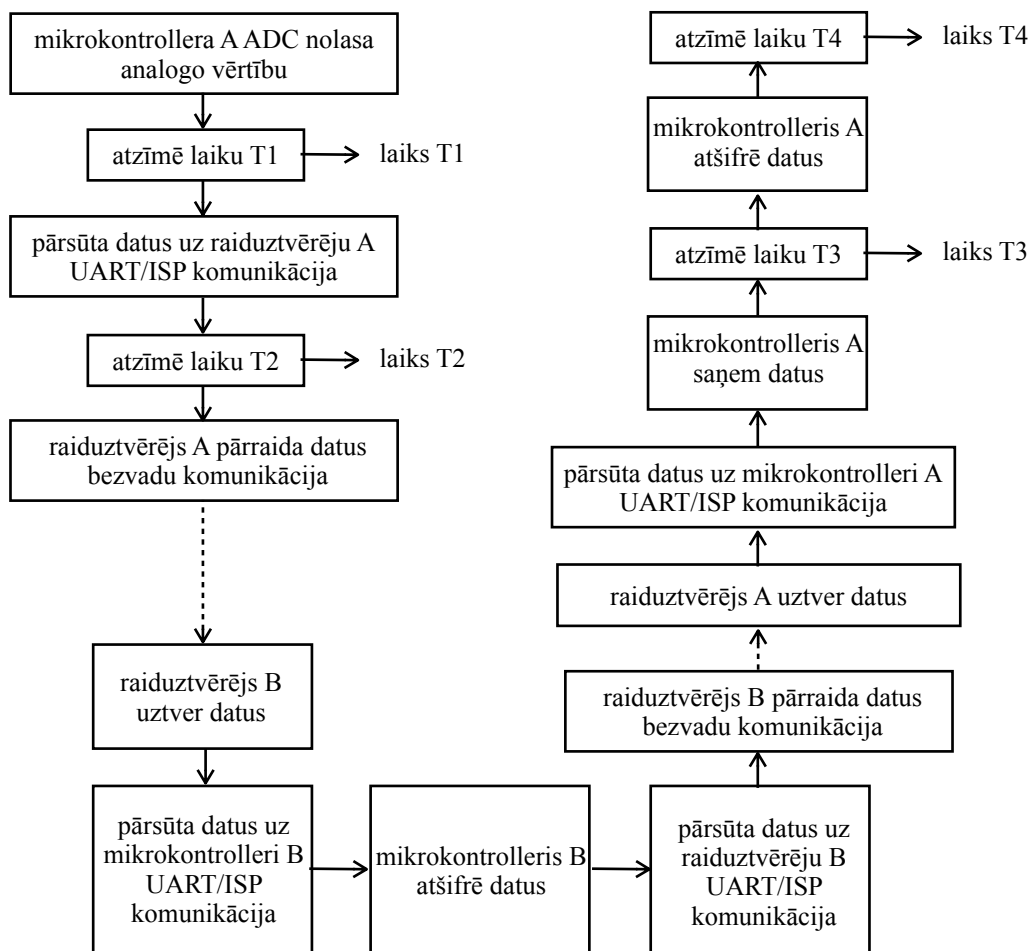 mikrokontrollera A ADC nolasa
analogo vērtību
atzīmē laiku T1
laiks T1
pārsūta datus uz raiduztvērēju A
UART/ISP komunikācija
atzīmē laiku T2
laiks T2
raiduztvērējs A pārraida datus
bezvadu komunikācija
raiduztvērējs B
uztver datus
pārsūta datus uz
mikrokontrolleri B
UART/ISP
komunikācija
mikrokontrolleris B
atšifrē datus
pārsūta datus uz
raiduztvērēju B
UART/ISP
komunikācija
raiduztvērējs B pārraida datus
bezvadu komunikācija
raiduztvērējs A uztver datus
pārsūta datus uz mikrokontrolleri A
UART/ISP komunikācija
mikrokontrolleris A
saņem datus
atzīmē laiku T3
laiks T3
mikrokontrolleris A
atšifrē datus
atzīmē laiku T4
laiks T4